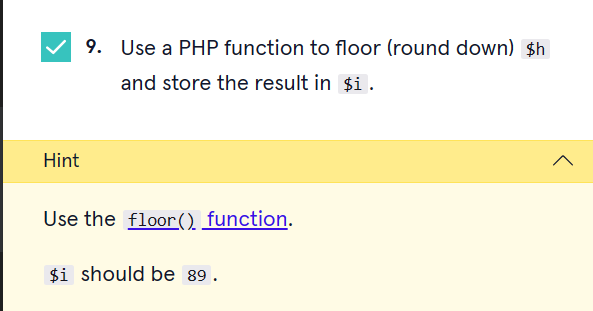 9. Use a PHP function to floor (round down) $h
and store the result in $i.
Hint
Use the floor() function.
$i should be 89.